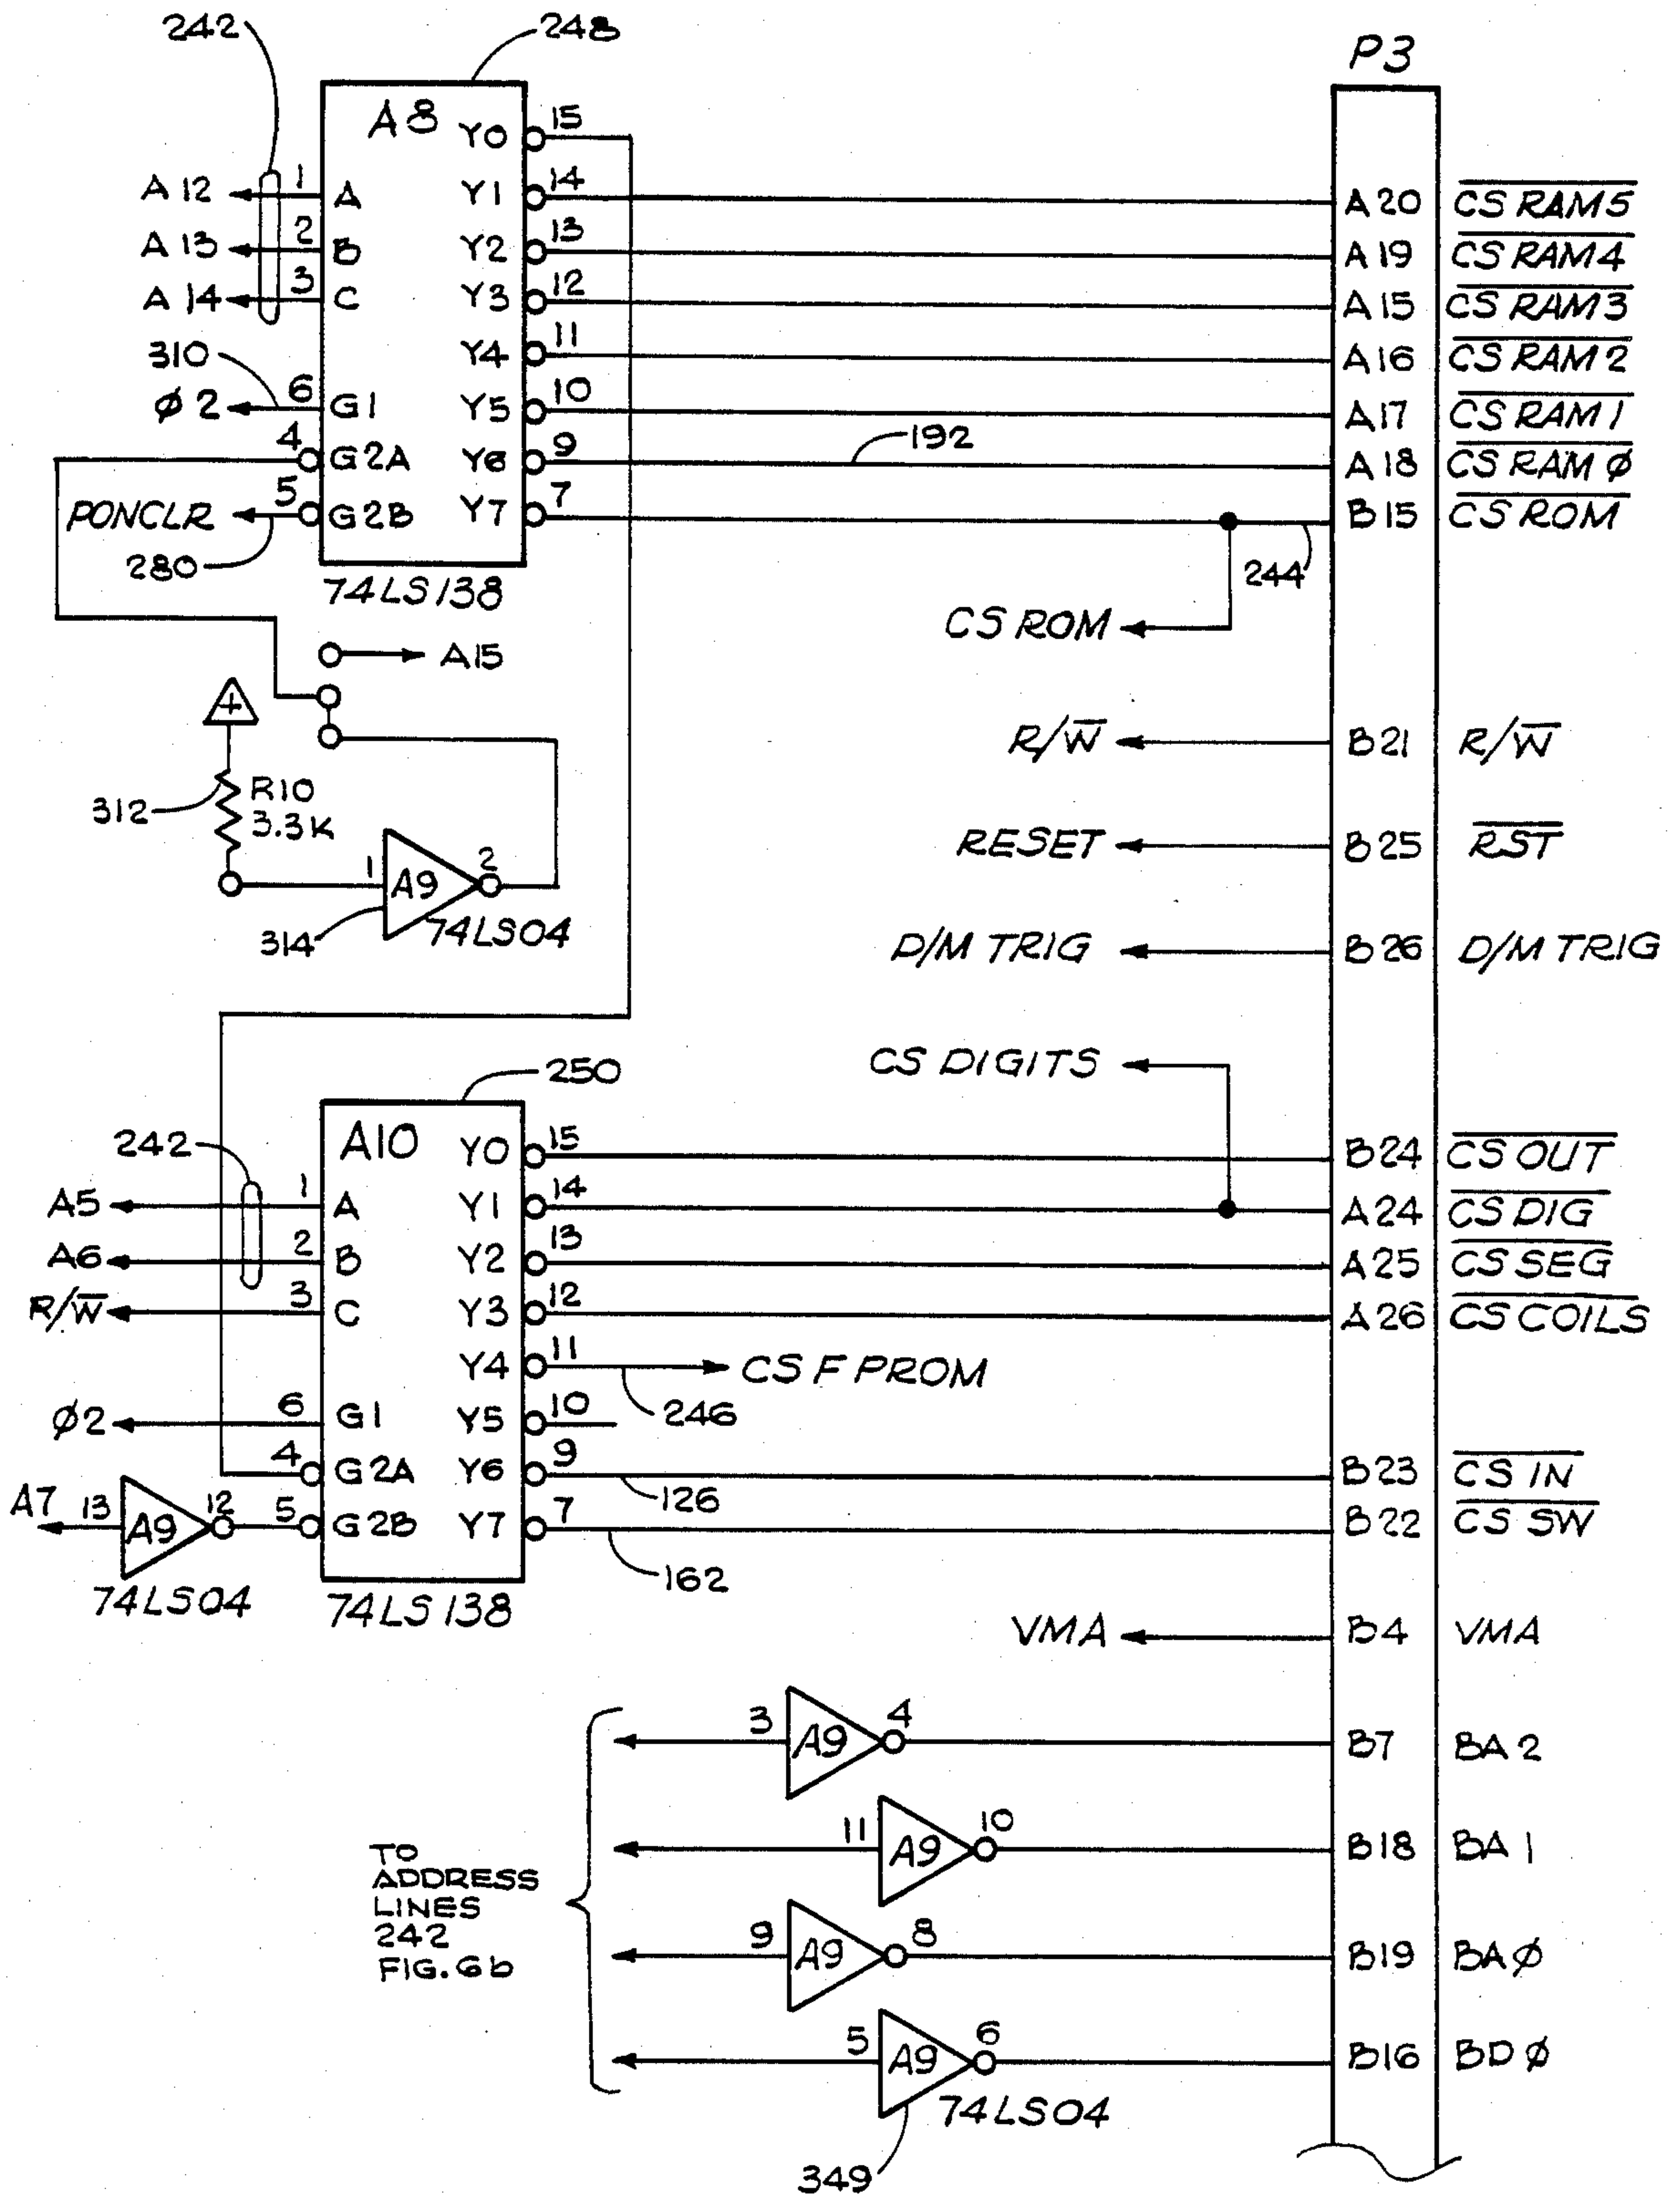 242
248
P3
A8
Y0 15
A12 1 A
Y1 14
A20 CS RAM5
A13 2 B
Y2 13
A19 CS RAM4
A14 3 C
Y3 12
A15 CS RAM3
Y4 11
A16 CS RAM2
310
ø2 6 G1
Y5 10
A17 CS RAM1
4 G2A
Y6 9
192
A18 CS RAMø
PONCLR 5 G2B
Y7 7
B15 CS ROM
280
244
74LS138
CS ROM
A15
+
R/W
B21 R/W
312
R10
3.3K
RESET
B25 RST
1 A9 2
314
74LS04
D/M TRIG
B26 D/M TRIG
CS DIGITS
250
242
A10
Y0 15
B24 CS OUT
A5 1 A
Y1 14
A24 CS DIG
A6 2 B
Y2 13
A25 CS SEG
R/W 3 C
Y3 12
A26 CS COILS
Y4 11
CS F PROM
246
ø2 6 G1
Y5 10
4 G2A
Y6 9
126
B23 CS IN
A7 13 A9 12 5 G2B
Y7 7
162
B22 CS SW
74LS04
74LS138
VMA
B4 VMA
3 A9 4
B7 BA2
11 A9 10
B18 BA1
TO
ADDRESS
LINES
242
FIG.6b
9 A9 8
B19 BAø
5 A9 6
B16 BDø
74LS04
349